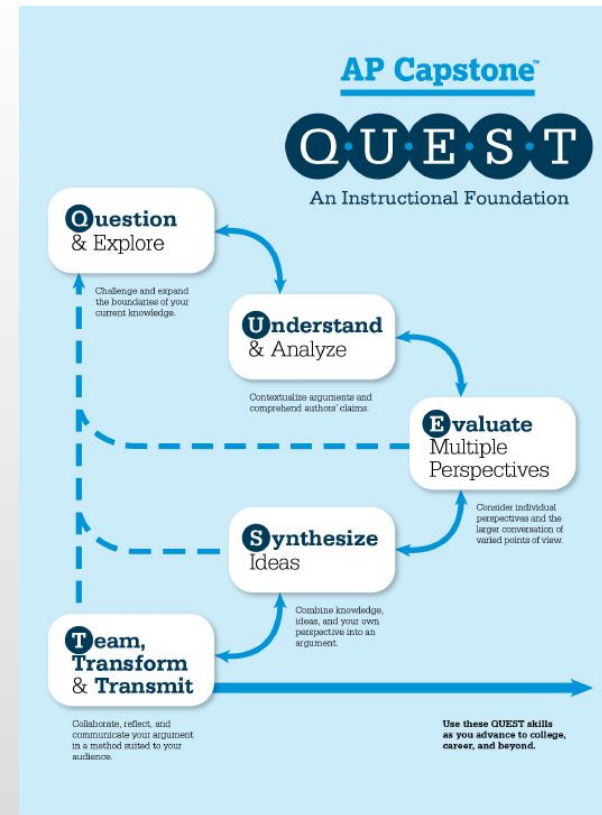 AP Capstone™
Q·U·E·S·T
An Instructional Foundation
Question
& Explore
Challenge and expand
the boundaries of your
current knowledge.
Understand
& Analyze
Contextualize arguments and
comprehend authors' claims.
Evaluate
Multiple
Perspectives
Consider individual
perspectives and the
larger conversation of
varied points of view.
Synthesize
Ideas
Combine knowledge,
ideas, and your own
perspective into an
argument.
Team,
Transform
& Transmit
Collaborate, reflect, and
communicate your argument
in a method suited to your
audience.
Use these QUEST skills
as you advance to college,
career, and beyond.